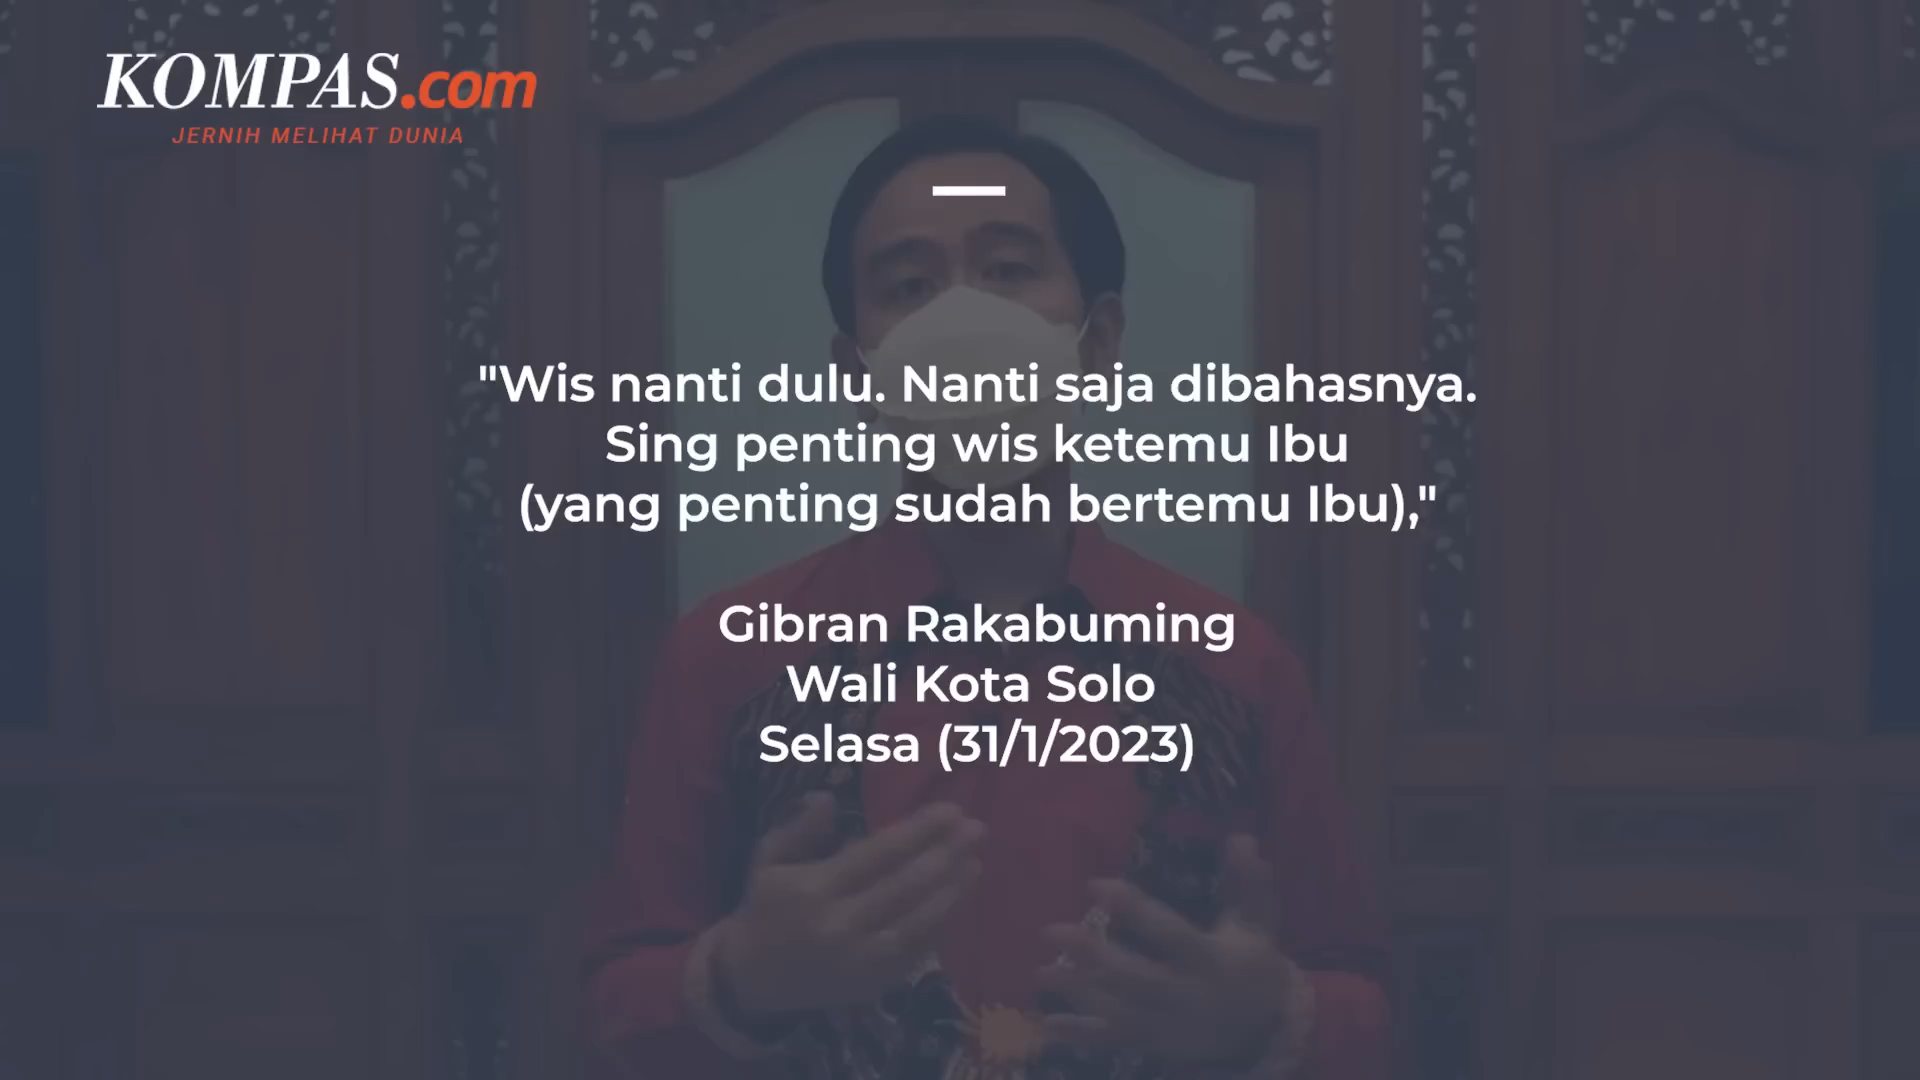 KOMPAS.com
JERNIH MELIHAT DUNIA
"Wis nanti dulu. Nanti saja dibahasnya.
Sing penting wis ketemu Ibu
(yang penting sudah bertemu Ibu),"
Gibran Rakabuming
Wali Kota Solo
Selasa (31/1/2023)